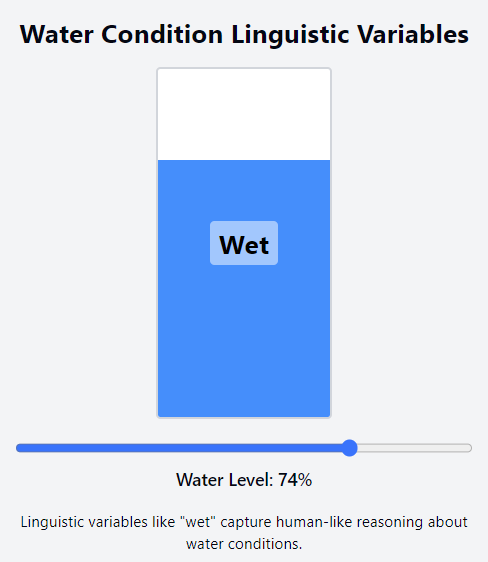 Water Condition Linguistic Variables
Wet
Water Level: 74%
Linguistic variables like "wet" capture human-like reasoning about
water conditions.